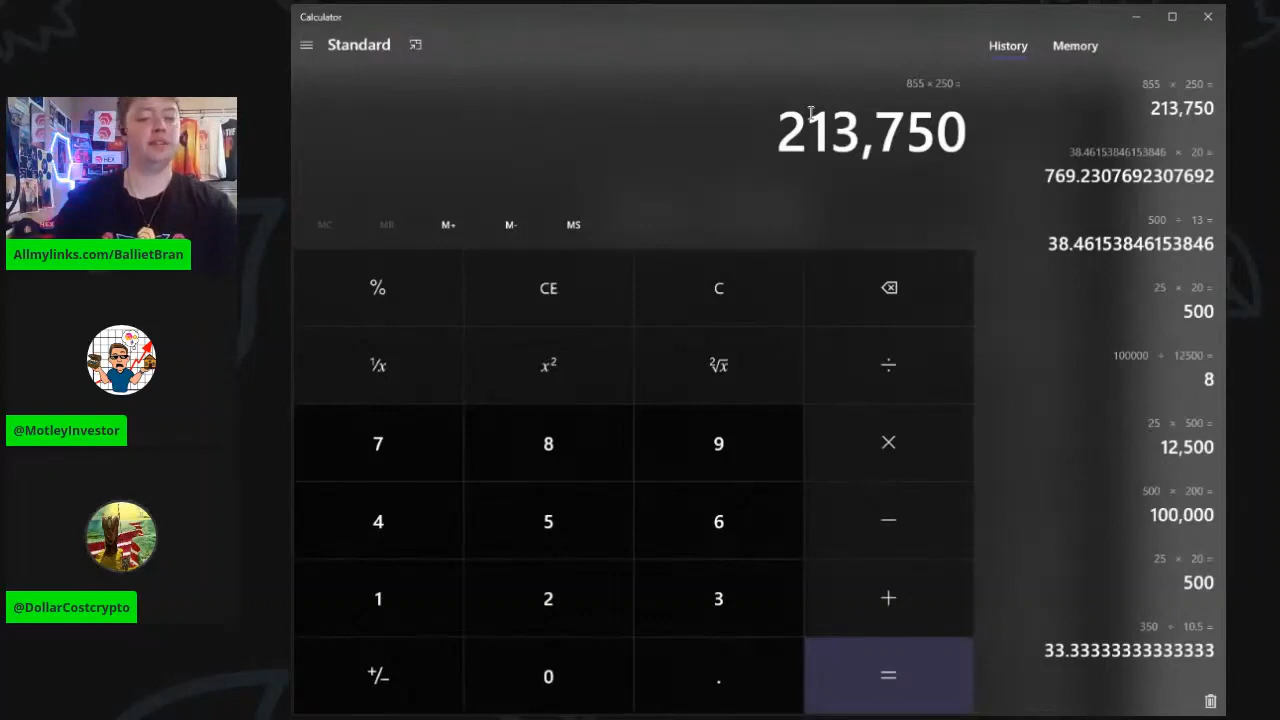 Calculator
Standard
History
Memory
855 × 250 =
213,750
MC
MR
M+
M-
MS
%
CE
C
⌫
¹/x
x²
²√x
÷
7
8
9
×
4
5
6
−
1
2
3
+
+/−
0
.
=
855 × 250 =
213,750
38.46153846153846 × 20 =
769.2307692307692
500 ÷ 13 =
38.46153846153846
25 × 20 =
500
100000 ÷ 12500 =
8
25 × 500 =
12,500
500 × 200 =
100,000
25 × 20 =
500
350 ÷ 10.5 =
33.33333333333333
HEX
HEX
Allmylinks.com/BallietBran
@MotleyInvestor
@DollarCostcrypto